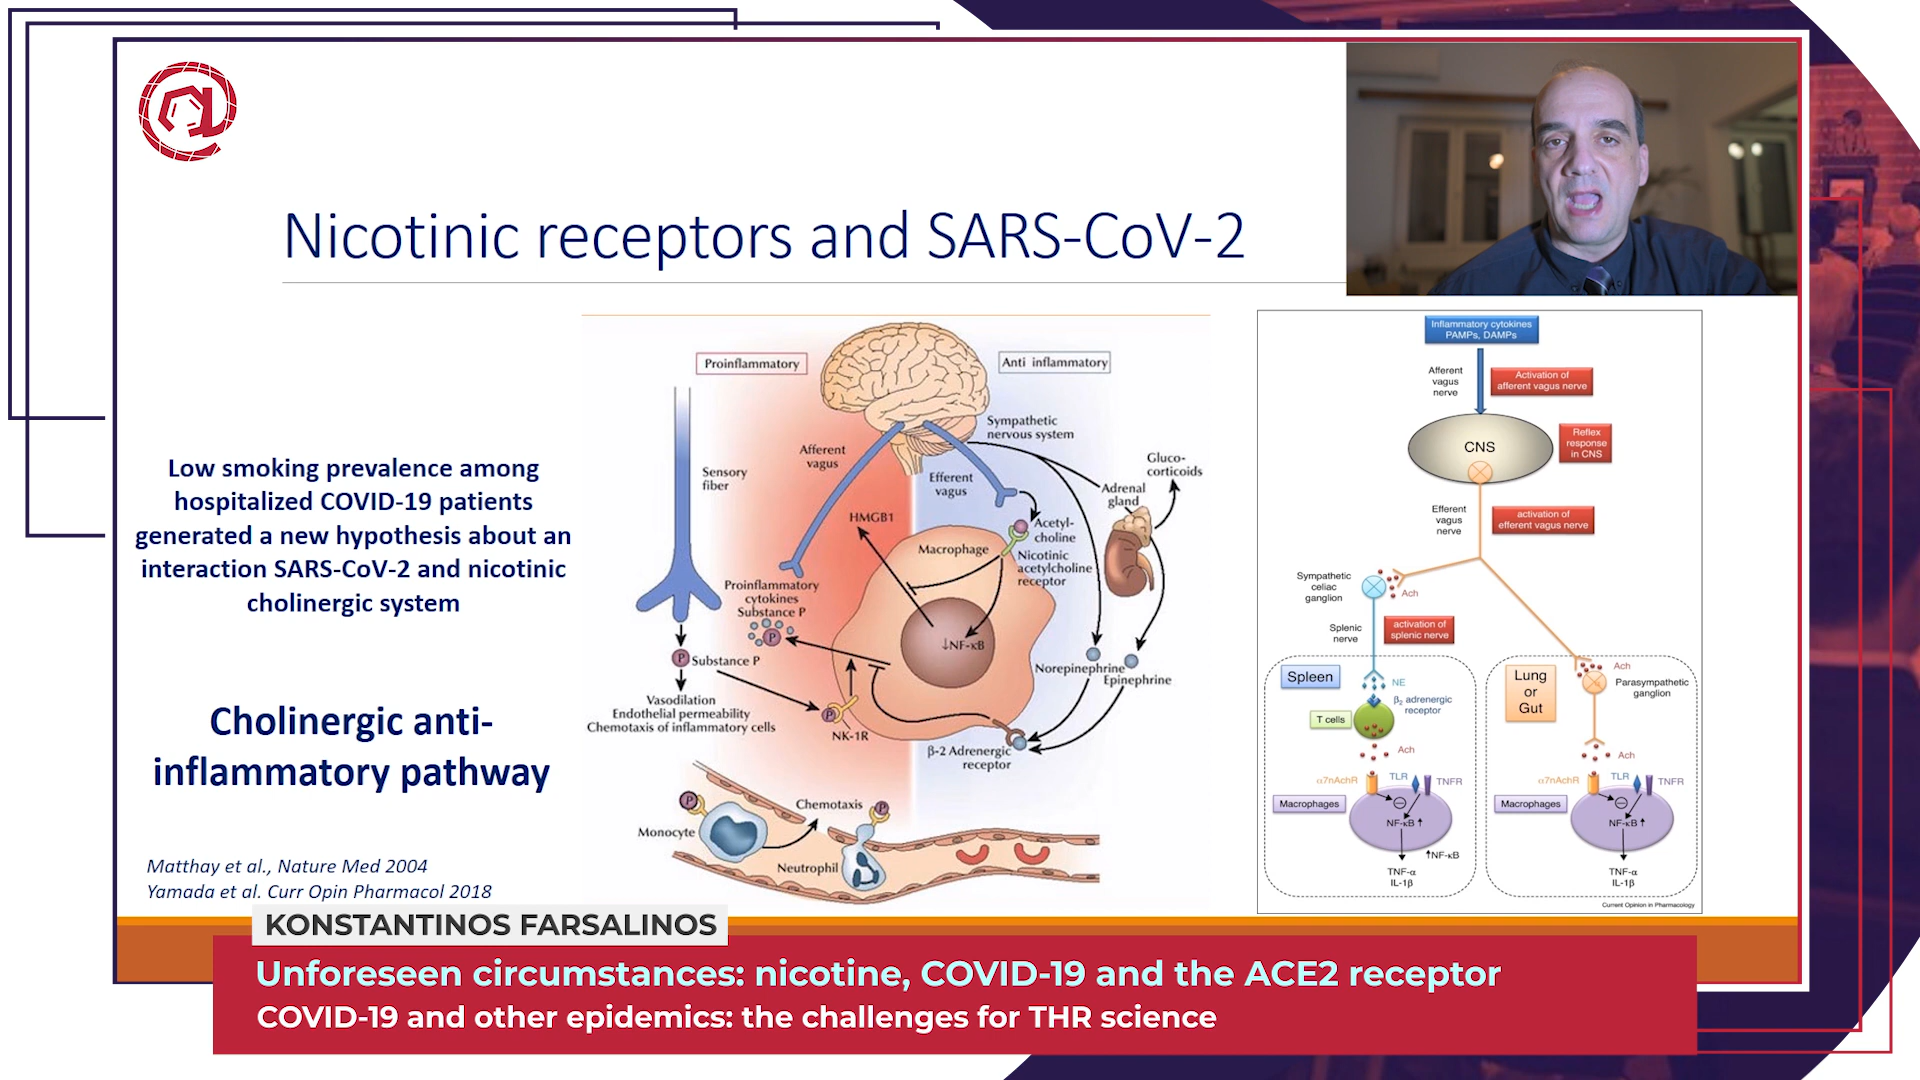 Nicotinic receptors and SARS-CoV-2
Low smoking prevalence among
hospitalized COVID-19 patients
generated a new hypothesis about an
interaction SARS-CoV-2 and nicotinic
cholinergic system
Cholinergic anti-
inflammatory pathway
Matthay et al., Nature Med 2004
Yamada et al. Curr Opin Pharmacol 2018
Proinflammatory
Anti inflammatory
Sympathetic
nervous system
Afferent
vagus
Efferent
vagus
Sensory
fiber
Gluco-
corticoids
Adrenal
gland
HMGB1
Acetyl-
choline
Macrophage
Nicotinic
acetylcholine
receptor
Proinflammatory
cytokines
Substance P
P
↓NF-κB
P
Substance P
Norepinephrine
Epinephrine
Vasodilation
Endothelial permeability
Chemotaxis of inflammatory cells
P
NK-1R
β-2 Adrenergic
receptor
P
Chemotaxis
P
Monocyte
Neutrophil
Inflammatory cytokines
PAMPs, DAMPs
Afferent
vagus
nerve
Activation of
afferent vagus nerve
CNS
Reflex
response
in CNS
Efferent
vagus
nerve
activation of
efferent vagus nerve
Sympathetic
celiac
ganglion
Ach
Splenic
nerve
activation of
splenic nerve
Spleen
NE
β2 adrenergic
receptor
T cells
Ach
α7nAchR
TLR
TNFR
Macrophages
NF-κB ↑
↑NF-κB
TNF-α
IL-1β
Lung
or
Gut
Ach
Parasympathetic
ganglion
Ach
α7nAchR
TLR
TNFR
Macrophages
NF-κB ↑
TNF-α
IL-1β
Current Opinion in Pharmacology
KONSTANTINOS FARSALINOS
Unforeseen circumstances: nicotine, COVID-19 and the ACE2 receptor
COVID-19 and other epidemics: the challenges for THR science